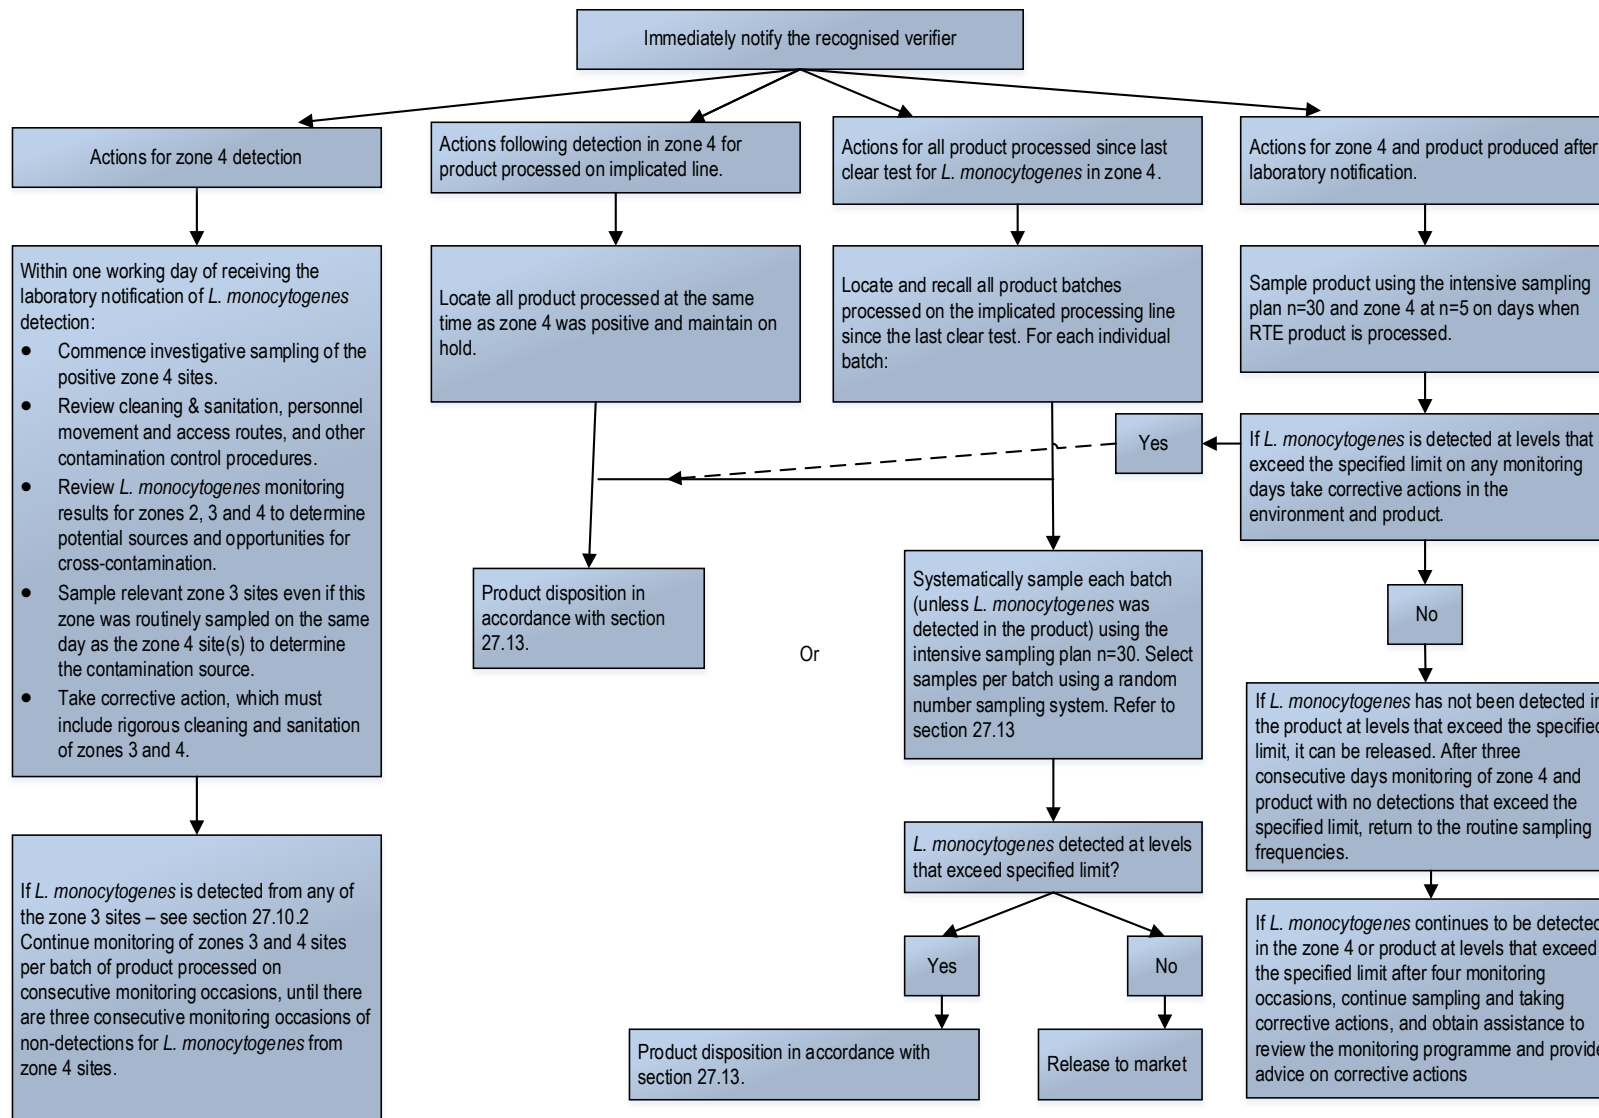 Immediately notify the recognised verifier
Actions for zone 4 detection
Actions following detection in zone 4 for
product processed on implicated line.
Actions for all product processed since last
clear test for L. monocytogenes in zone 4.
Actions for zone 4 and product produced after
laboratory notification.
Within one working day of receiving the
laboratory notification of L. monocytogenes
detection:
● Commence investigative sampling of the
positive zone 4 sites.
● Review cleaning & sanitation, personnel
movement and access routes, and other
contamination control procedures.
● Review L. monocytogenes monitoring
results for zones 2, 3 and 4 to determine
potential sources and opportunities for
cross-contamination.
● Sample relevant zone 3 sites even if this
zone was routinely sampled on the same
day as the zone 4 site(s) to determine
the contamination source.
● Take corrective action, which must
include rigorous cleaning and sanitation
of zones 3 and 4.
If L. monocytogenes is detected from any of
the zone 3 sites – see section 27.10.2
Continue monitoring of zones 3 and 4 sites
per batch of product processed on
consecutive monitoring occasions, until there
are three consecutive monitoring occasions of
non-detections for L. monocytogenes from
zone 4 sites.
Locate all product processed at the same
time as zone 4 was positive and maintain on
hold.
Product disposition in
accordance with section
27.13.
Or
Locate and recall all product batches
processed on the implicated processing line
since the last clear test. For each individual
batch:
Systematically sample each batch
(unless L. monocytogenes was
detected in the product) using the
intensive sampling plan n=30. Select
samples per batch using a random
number sampling system. Refer to
section 27.13
L. monocytogenes detected at levels
that exceed specified limit?
Yes
No
Product disposition in accordance with
section 27.13.
Release to market
Sample product using the intensive sampling
plan n=30 and zone 4 at n=5 on days when
RTE product is processed.
Yes
If L. monocytogenes is detected at levels that
exceed the specified limit on any monitoring
days take corrective actions in the
environment and product.
No
If L. monocytogenes has not been detected in
the product at levels that exceed the specified
limit, it can be released. After three
consecutive days monitoring of zone 4 and
product with no detections that exceed the
specified limit, return to the routine sampling
frequencies.
If L. monocytogenes continues to be detected
in the zone 4 or product at levels that exceed
the specified limit after four monitoring
occasions, continue sampling and taking
corrective actions, and obtain assistance to
review the monitoring programme and provide
advice on corrective actions